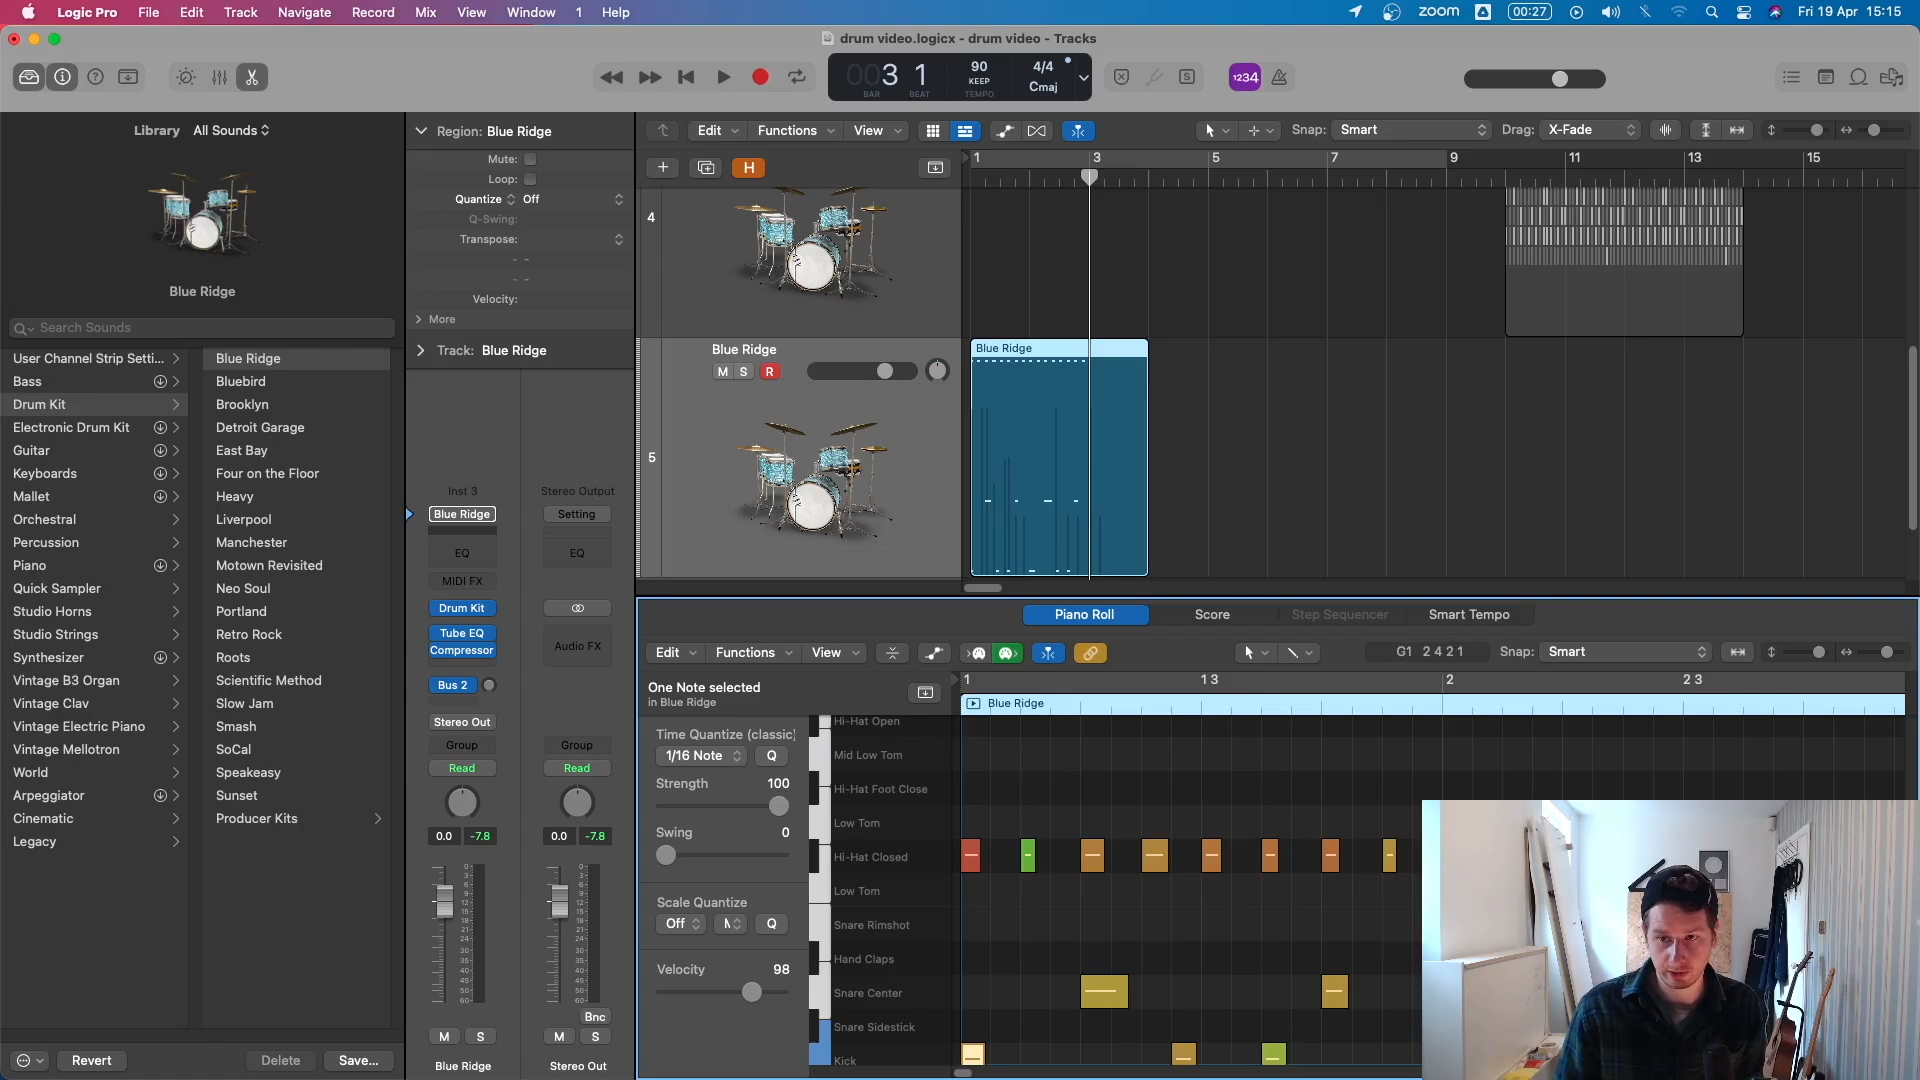 Logic Pro File Edit Track Navigate Record Mix View Window 1 Help
zoom 00:27 Fri 19 Apr 15:15
drum video.logicx - drum video - Tracks
003 1
BAR BEAT
90
KEEP
TEMPO
4/4
Cmaj
S
1234
Library All Sounds
Blue Ridge
Search Sounds
User Channel Strip Setti...
Bass
Drum Kit
Electronic Drum Kit
Guitar
Keyboards
Mallet
Orchestral
Percussion
Piano
Quick Sampler
Studio Horns
Studio Strings
Synthesizer
Vintage B3 Organ
Vintage Clav
Vintage Electric Piano
Vintage Mellotron
World
Arpeggiator
Cinematic
Legacy
Blue Ridge
Bluebird
Brooklyn
Detroit Garage
East Bay
Four on the Floor
Heavy
Liverpool
Manchester
Motown Revisited
Neo Soul
Portland
Retro Rock
Roots
Scientific Method
Slow Jam
Smash
SoCal
Speakeasy
Sunset
Producer Kits
Revert Delete Save...
Region: Blue Ridge
Mute:
Loop:
Quantize Off
Q-Swing:
Transpose:
Velocity:
More
Track: Blue Ridge
Inst 3
Blue Ridge
EQ
MIDI FX
Drum Kit
Tube EQ
Compressor
Bus 2
Stereo Out
Group
Read
0.0 -7.8
M S
Blue Ridge
Stereo Output
Setting
EQ
Audio FX
Group
Read
0.0 -7.8
Bnc
M S
Stereo Out
Edit Functions View
Snap: Smart Drag: X-Fade
H
1 3 5 7 9 11 13 15
4
Blue Ridge
M S R
5
Blue Ridge
Piano Roll Score Step Sequencer Smart Tempo
Edit Functions View
G1 2 4 2 1 Snap: Smart
One Note selected
in Blue Ridge
1 1 3 2 2 3
Blue Ridge
Time Quantize (classic)
1/16 Note Q
Strength 100
Swing 0
Scale Quantize
Off Q
Velocity 98
Hi-Hat Open
Mid Low Tom
Hi-Hat Foot Close
Low Tom
Hi-Hat Closed
Low Tom
Snare Rimshot
Hand Claps
Snare Center
Snare Sidestick
Kick